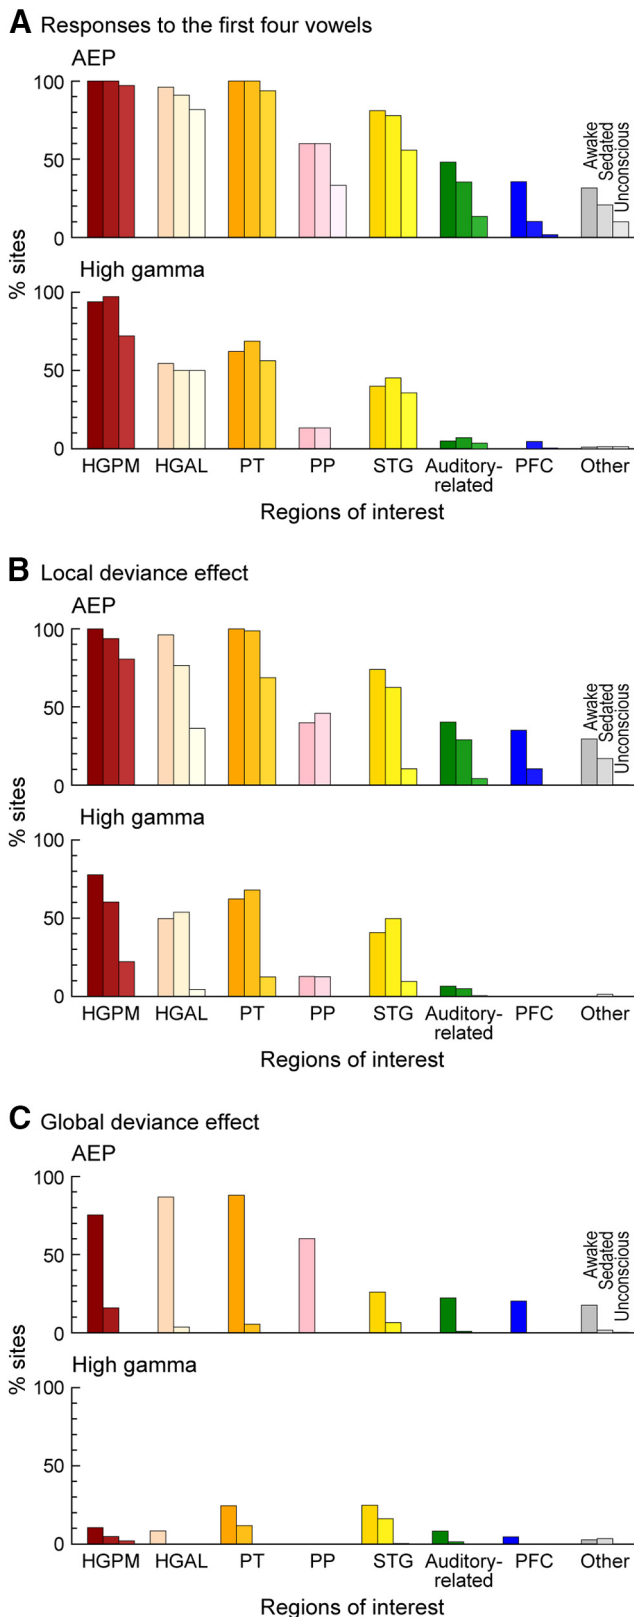 A Responses to the first four vowels
AEP
100
50
0
Awake
Sedated
Unconscious
High gamma
100
50
0
% sites
HGPM HGAL PT PP STG Auditory-related PFC Other
Regions of interest
B Local deviance effect
AEP
100
50
0
Awake
Sedated
Unconscious
High gamma
100
50
0
% sites
HGPM HGAL PT PP STG Auditory-related PFC Other
Regions of interest
C Global deviance effect
AEP
100
50
0
Awake
Sedated
Unconscious
High gamma
100
50
0
% sites
HGPM HGAL PT PP STG Auditory-related PFC Other
Regions of interest